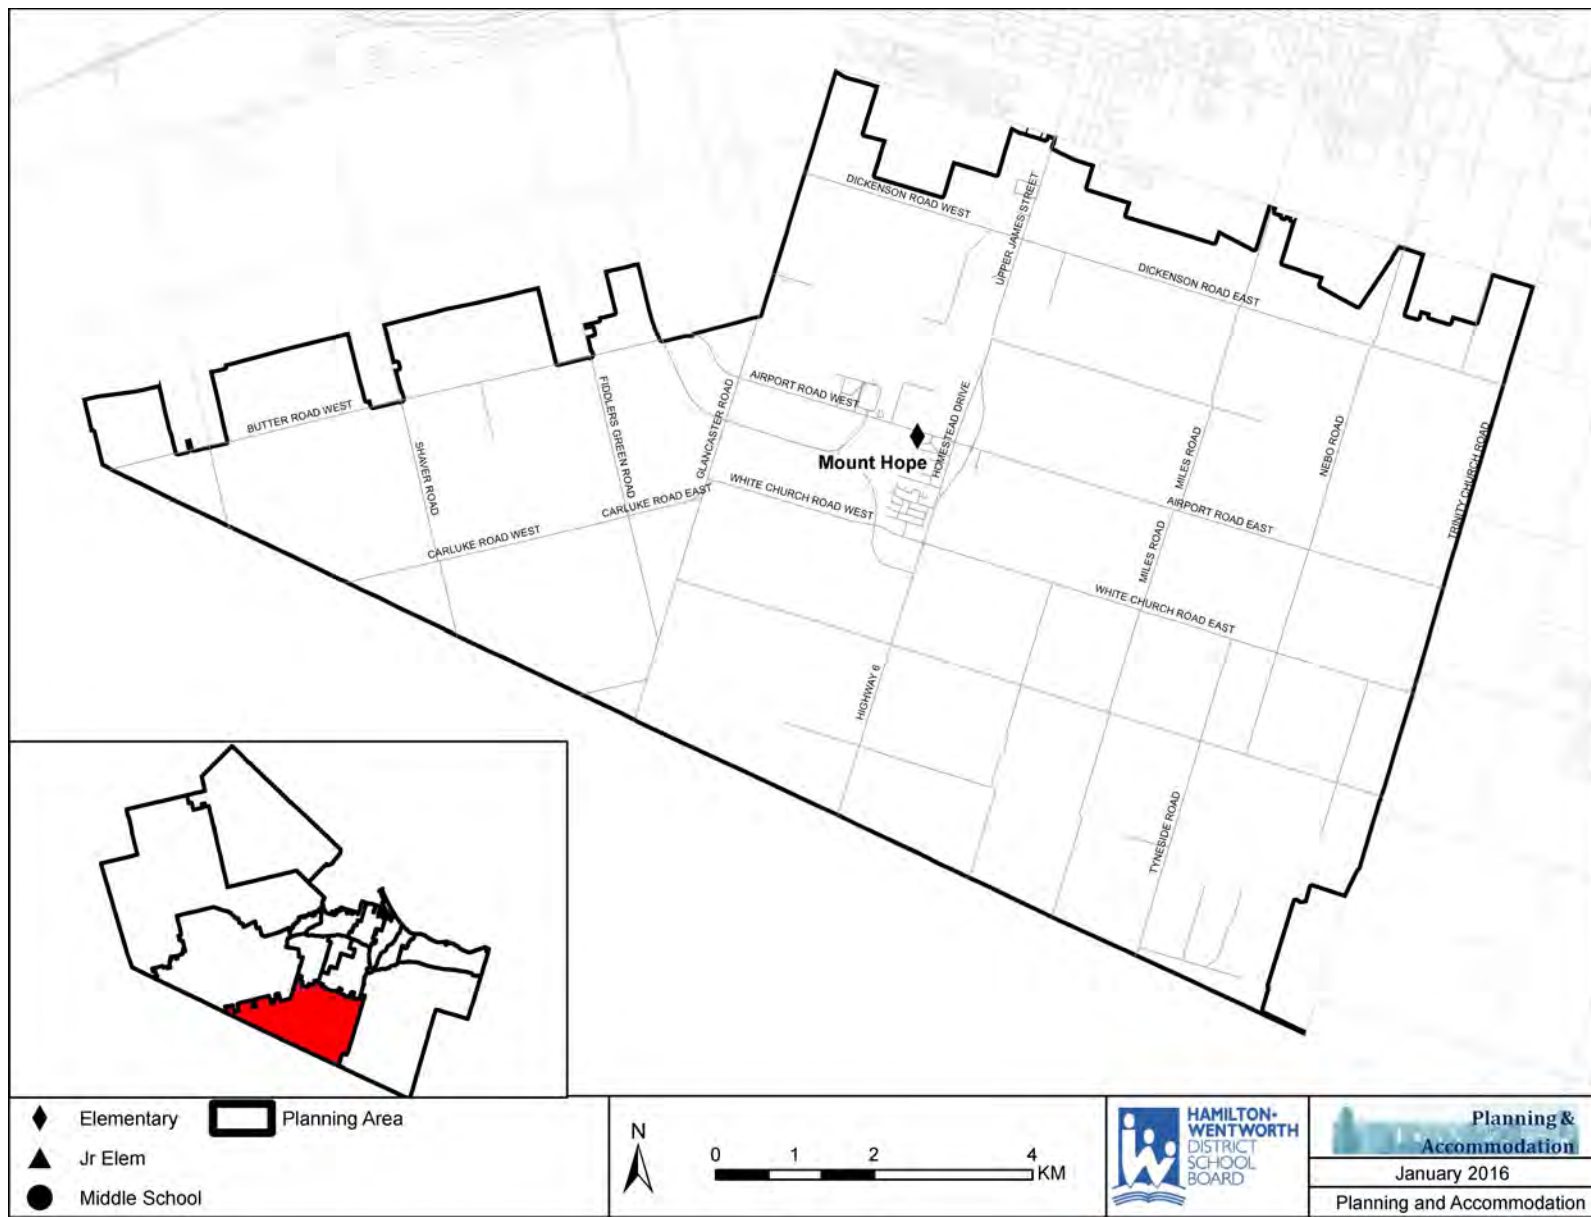 DICKENSON ROAD WEST
UPPER JAMES STREET
DICKENSON ROAD EAST
BUTTER ROAD WEST
SHAVER ROAD
FIDDLERS GREEN ROAD
GLANCASTER ROAD
AIRPORT ROAD WEST
HOMESTEAD DRIVE
Mount Hope
WHITE CHURCH ROAD WEST
CARLUKE ROAD EAST
CARLUKE ROAD WEST
MILES ROAD
NEBO ROAD
TRINITY CHURCH ROAD
AIRPORT ROAD EAST
MILES ROAD
WHITE CHURCH ROAD EAST
HIGHWAY 6
TYNESIDE ROAD
Elementary
Planning Area
Jr Elem
Middle School
N
0 1 2 4
KM
HAMILTON-
WENTWORTH
DISTRICT
SCHOOL
BOARD
Planning &
Accommodation
January 2016
Planning and Accommodation